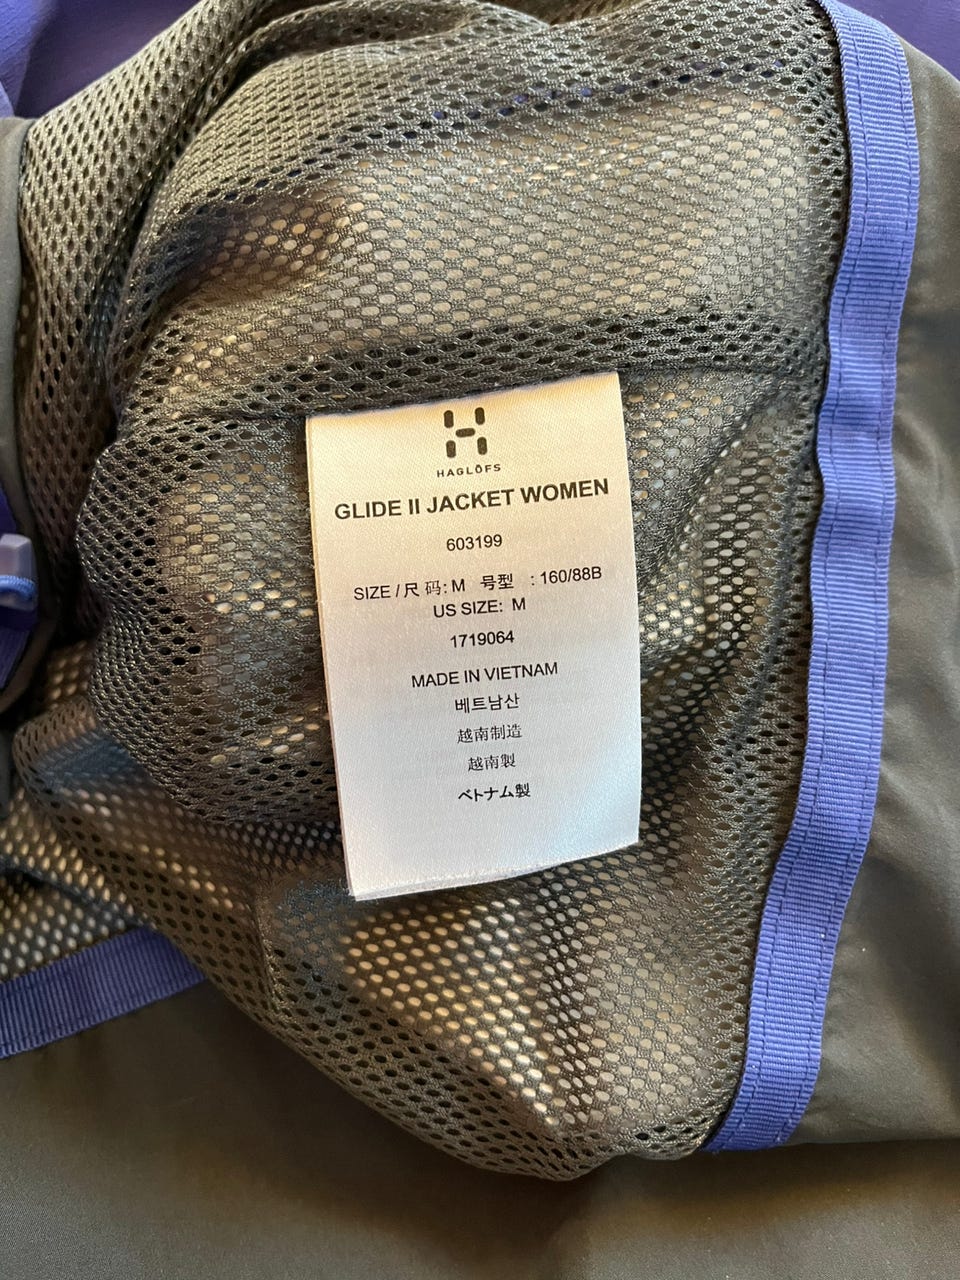 HAGLÖFS
GLIDE II JACKET WOMEN
603199
SIZE / 尺 码: M 号型 : 160/88B
US SIZE: M
1719064
MADE IN VIETNAM
베트남산
越南制造
越南製
ベトナム製